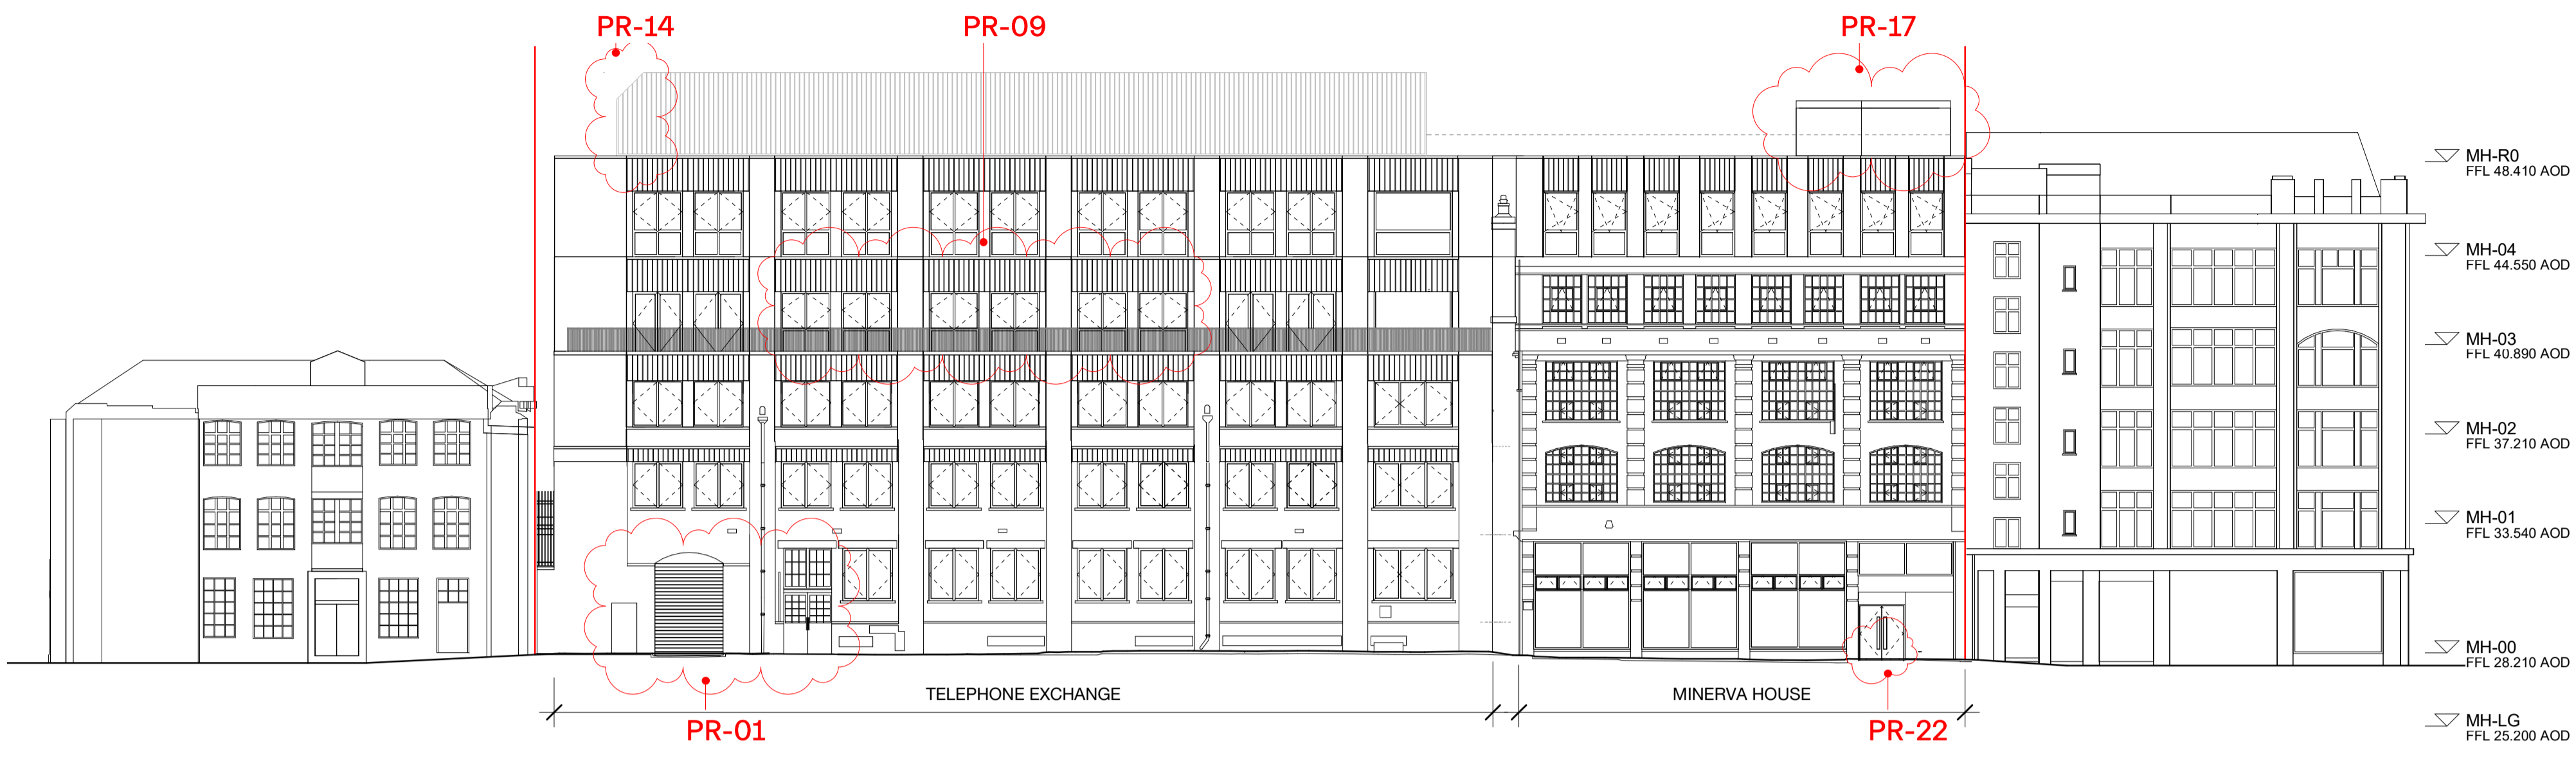 PR-14
PR-09
PR-17
MH-R0
FFL 48.410 AOD
MH-04
FFL 44.550 AOD
MH-03
FFL 40.890 AOD
MH-02
FFL 37.210 AOD
MH-01
FFL 33.540 AOD
MH-00
FFL 28.210 AOD
TELEPHONE EXCHANGE
MINERVA HOUSE
PR-01
PR-22
MH-LG
FFL 25.200 AOD